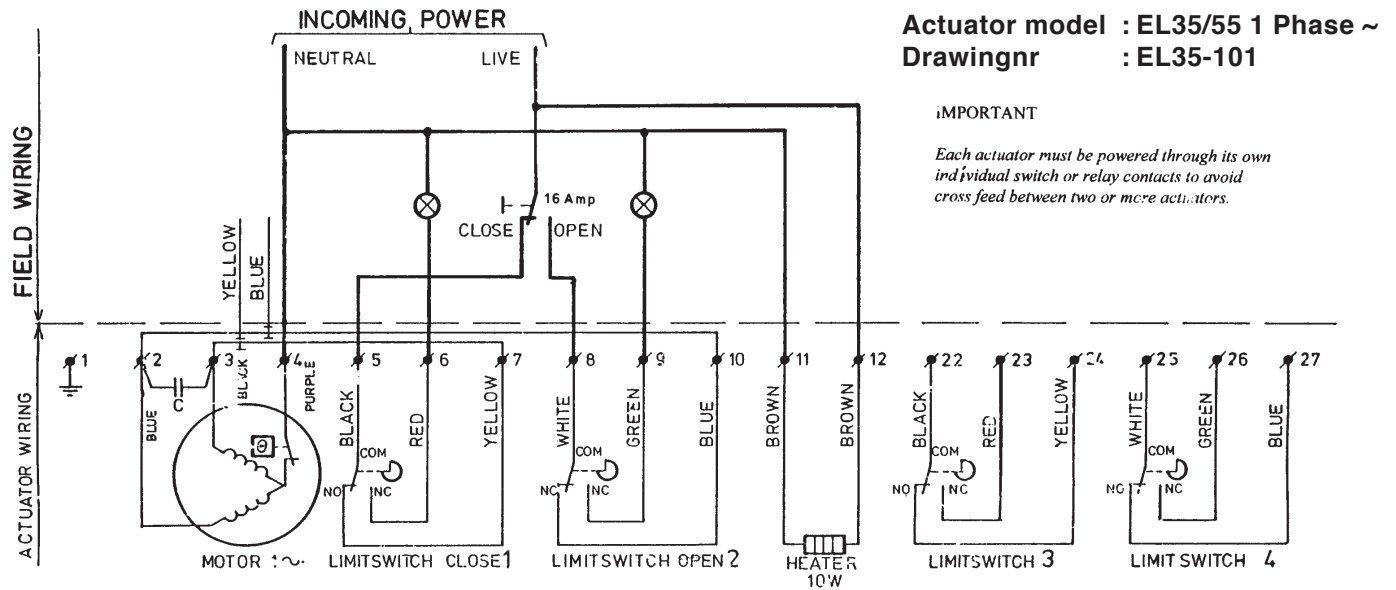 INCOMING POWER
Actuator model : EL35/55 1 Phase ~
Drawingnr : EL35-101
NEUTRAL LIVE
IMPORTANT
Each actuator must be powered through its own
individual switch or relay contacts to avoid
cross feed between two or more actuators.
FIELD WIRING
16 Amp
CLOSE OPEN
YELLOW
BLUE
1 2 3 4 5 6 7 8 9 10 11 12 22 23 24 25 26 27
ACTUATOR WIRING
C
BLUE
BLACK
PURPLE
BLACK
RED
YELLOW
WHITE
GREEN
BLUE
BROWN
BROWN
BLACK
RED
YELLOW
WHITE
GREEN
BLUE
Θ
COM COM COM COM
NO NC NC NC NO NC NC
MOTOR 1~ LIMITSWITCH CLOSE1 LIMITSWITCH OPEN 2 HEATER LIMITSWITCH 3 LIMITSWITCH 4
10W